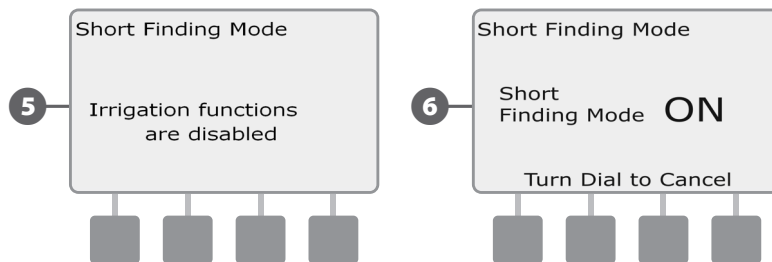 Short Finding Mode
5
Irrigation functions
are disabled
Short Finding Mode
6
Short
Finding Mode ON
Turn Dial to Cancel